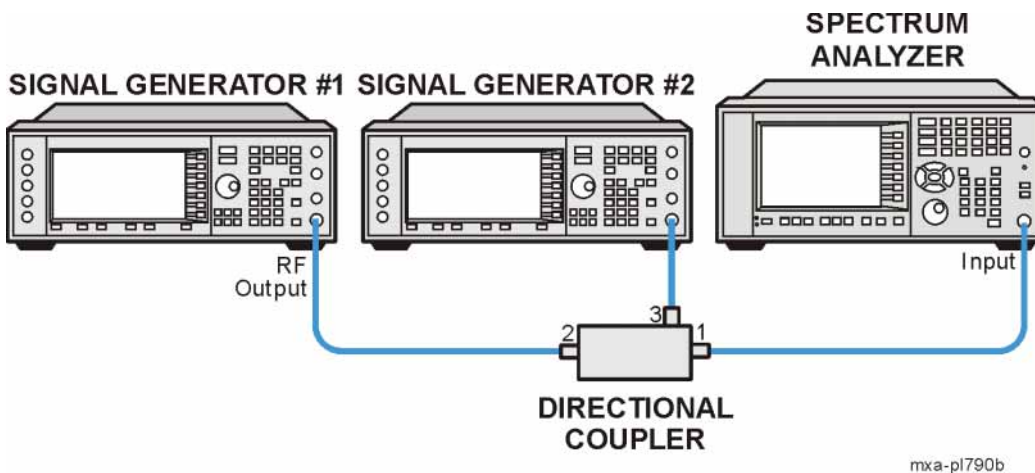 SPECTRUM
ANALYZER
SIGNAL GENERATOR #1
SIGNAL GENERATOR #2
RF
Output
Input
3
2
1
DIRECTIONAL
COUPLER
mxa-pl790b